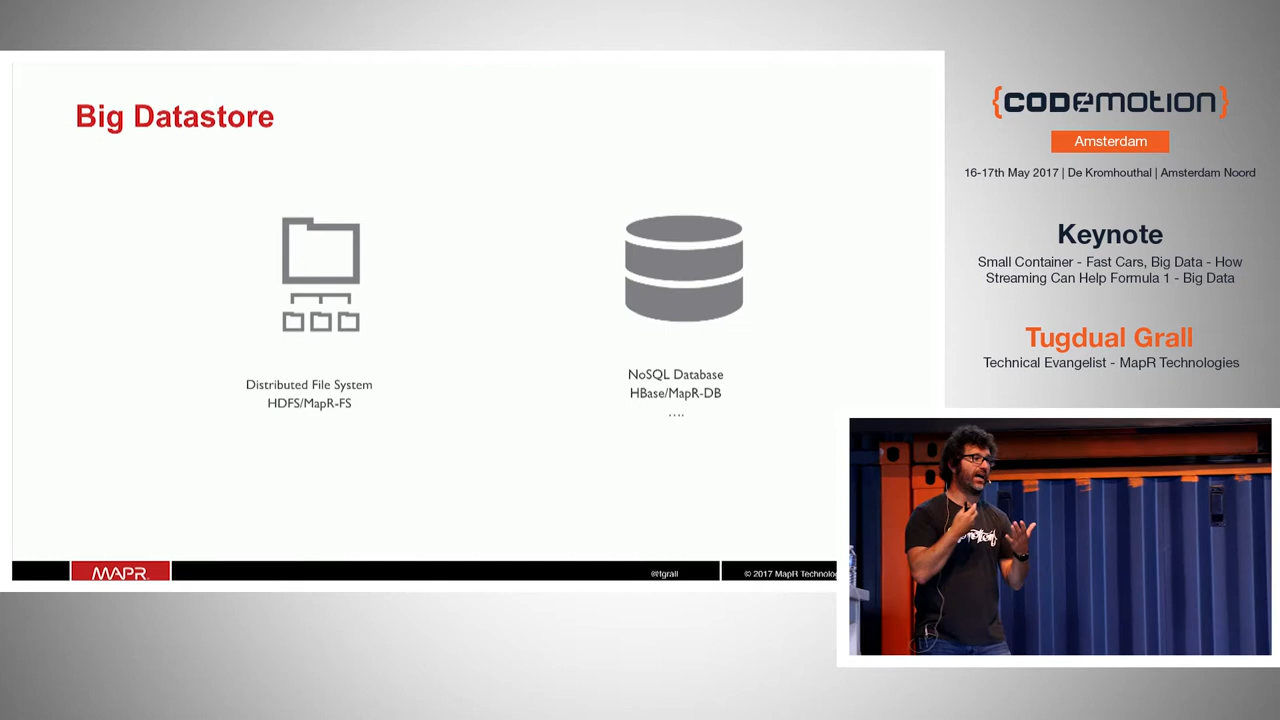 Big Datastore
Distributed File System
HDFS/MapR-FS
NoSQL Database
HBase/MapR-DB
....
MAPR
@tgrall
© 2017 MapR
{CODEMOTION}
Amsterdam
16-17th May 2017 | De Kromhouthal | Amsterdam Noord
Keynote
Small Container - Fast Cars, Big Data - How
Streaming Can Help Formula 1 - Big Data
Tugdual Grall
Technical Evangelist - MapR Technologies